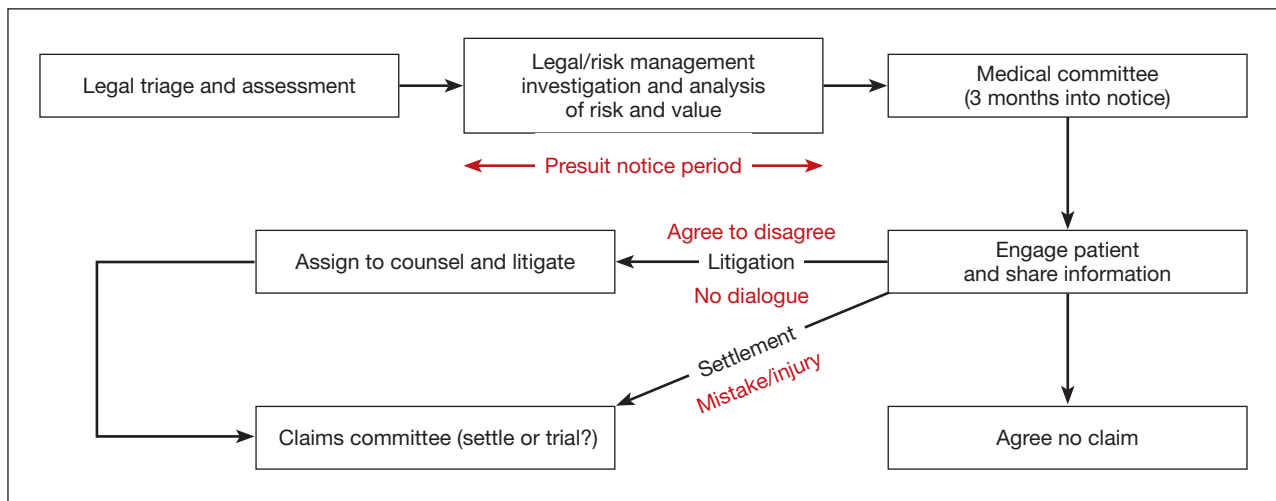 Legal triage and assessment
Legal/risk management
investigation and analysis
of risk and value
Medical committee
(3 months into notice)
Presuit notice period
Assign to counsel and litigate
Agree to disagree
Litigation
No dialogue
Engage patient
and share information
Settlement
Mistake/injury
Claims committee (settle or trial?)
Agree no claim